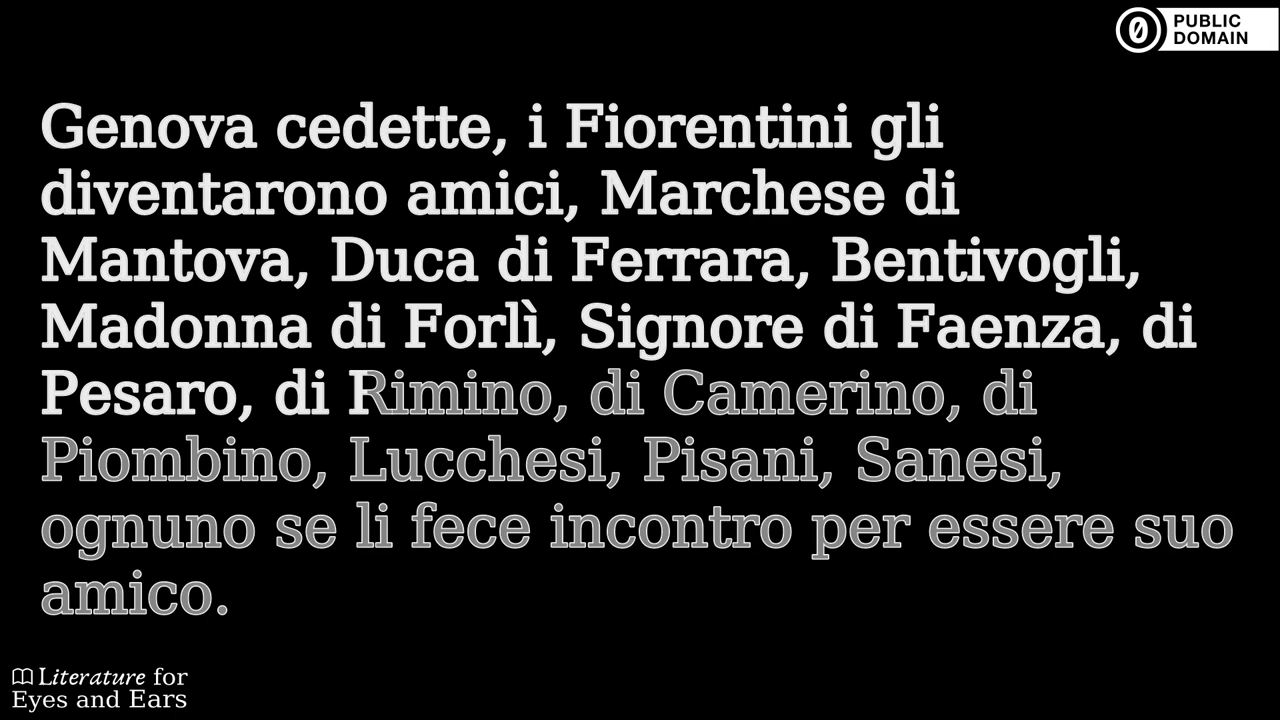 PUBLIC
DOMAIN
Genova cedette, i Fiorentini gli
diventarono amici, Marchese di
Mantova, Duca di Ferrara, Bentivogli,
Madonna di Forlì, Signore di Faenza, di
Pesaro, di Rimino, di Camerino, di
Piombino, Lucchesi, Pisani, Sanesi,
ognuno se li fece incontro per essere suo
amico.
Literature for
Eyes and Ears